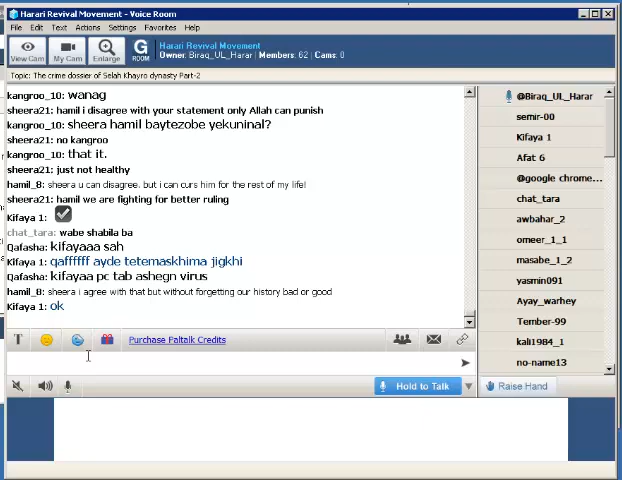 Harari Revival Movement - Voice Room
File Edit Text Actions Settings Favorites Help
View Cam My Cam Enlarge G ROOM
Harari Revival Movement
Owner: Biraq_UL_Harar | Members: 62 | Cams: 0
Topic: The crime dossier of Selah Khayro dynasty Part-2
kangroo_10: wanag
sheera21: hamil i disagree with your statement only Allah can punish
kangroo_10: sheera hamil baytezobe yekuninal?
sheera21: no kangroo
kangroo_10: that it.
sheera21: just not healthy
hamil_8: sheera u can disagree. but i can curs him for the rest of my life!
sheera21: hamil we are fighting for better ruling
Kifaya 1:
chat_tara: wabe shabila ba
Qafasha: kifayaaa sah
Kifaya 1: qaffffff ayde tetemaskhima jigkhi
Qafasha: kifayaa pc tab ashegn virus
hamil_8: sheera i agree with that but without forgetting our history bad or good
Kifaya 1: ok
T Purchase Paltalk Credits
Hold to Talk
@Biraq_UL_Harar
semir-00
Kifaya 1
Afat 6
@google chrome...
chat_tara
awbahar_2
omeer_1_1
masabe_1_2
yasmin091
Ayay_warhey
Tember-99
kali1984_1
no-name13
Raise Hand